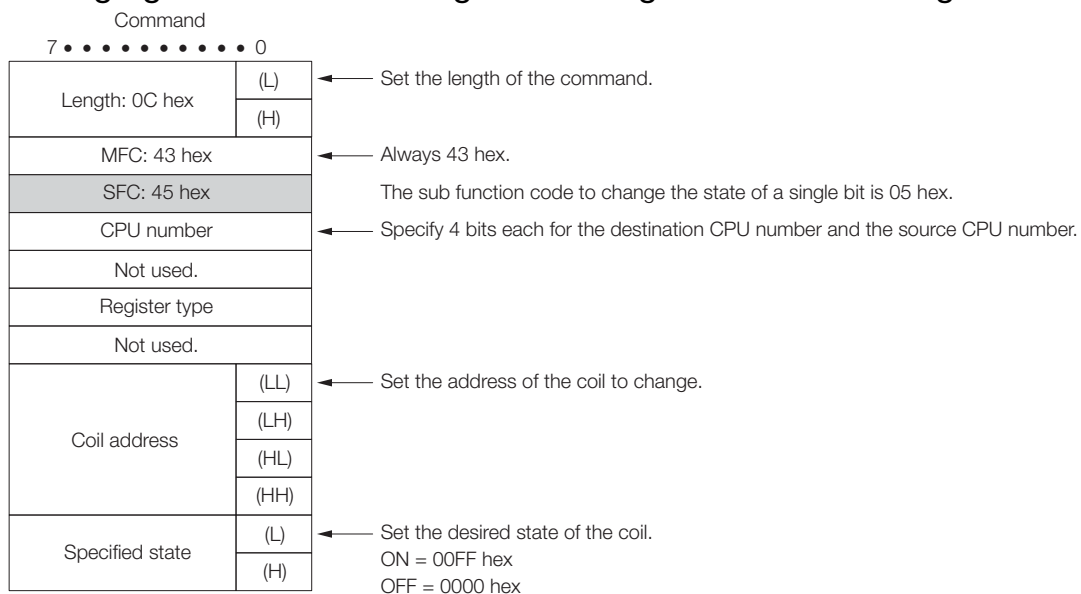 Command
7 • • • • • • • • • • 0
Length: 0C hex (L) Set the length of the command.
(H)
MFC: 43 hex Always 43 hex.
SFC: 45 hex The sub function code to change the state of a single bit is 05 hex.
CPU number Specify 4 bits each for the destination CPU number and the source CPU number.
Not used.
Register type
Not used.
Coil address (LL) Set the address of the coil to change.
(LH)
(HL)
(HH)
Specified state (L) Set the desired state of the coil.
ON = 00FF hex
(H)
OFF = 0000 hex